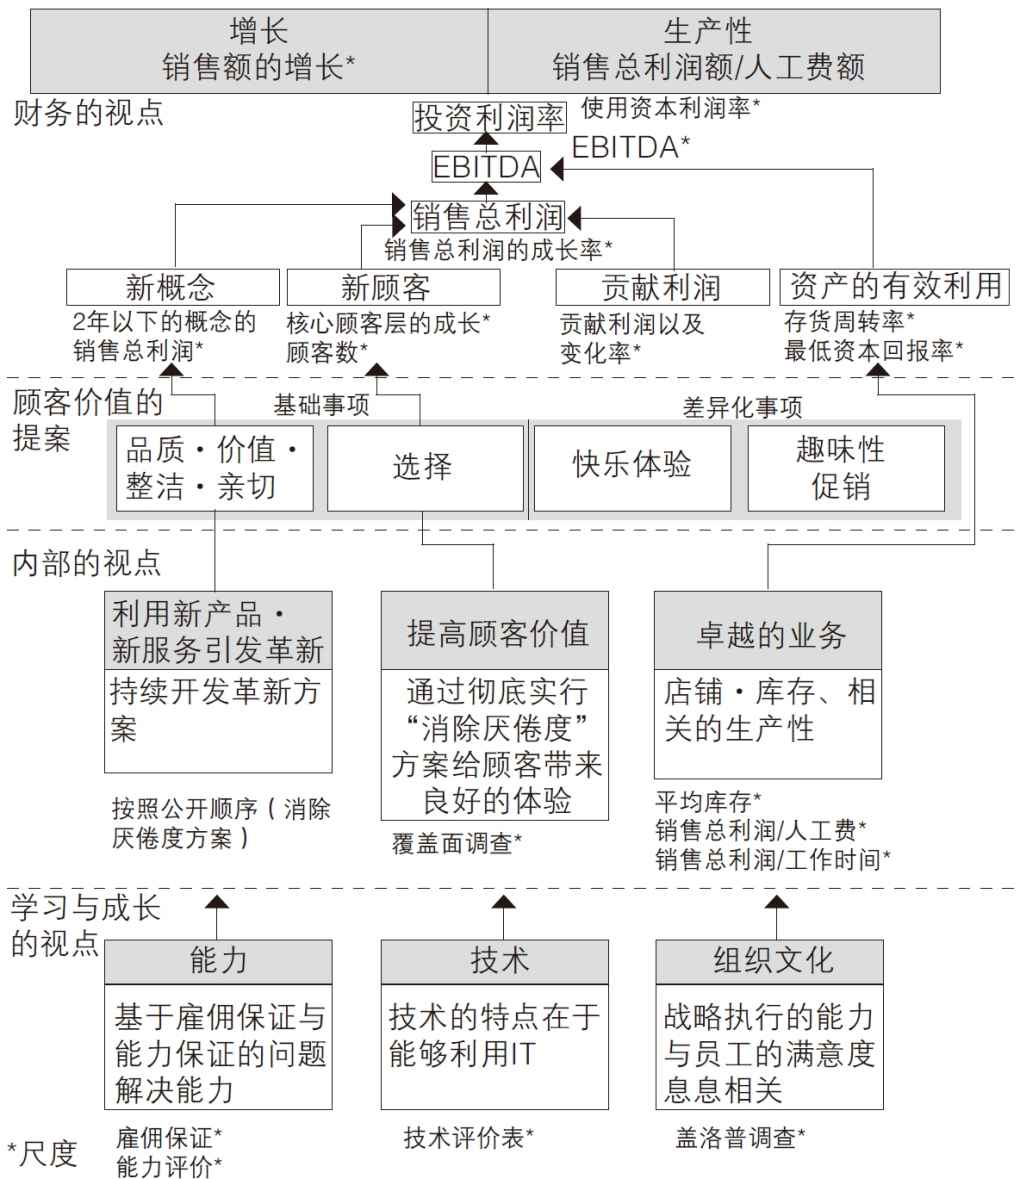 增长
销售额的增长*
生产性
销售总利润额/人工费额
财务的视点
投资利润率
使用资本利润率*
EBITDA
EBITDA*
销售总利润
销售总利润的成长率*
新概念
2年以下的概念的
销售总利润*
新顾客
核心顾客层的成长*
顾客数*
贡献利润
贡献利润以及
变化率*
资产的有效利用
存货周转率*
最低资本回报率*
顾客价值的
提案
基础事项
差异化事项
品质・价值・
整洁・亲切
选择
快乐体验
趣味性
促销
内部的视点
利用新产品・
新服务引发革新
持续开发革新方
案
按照公开顺序(消除
厌倦度方案)
提高顾客价值
通过彻底实行
“消除厌倦度”
方案给顾客带来
良好的体验
覆盖面调查*
卓越的业务
店铺・库存、相
关的生产性
平均库存*
销售总利润/人工费*
销售总利润/工作时间*
学习与成长
的视点
能力
基于雇佣保证与
能力保证的问题
解决能力
雇佣保证*
能力评价*
技术
技术的特点在于
能够利用IT
技术评价表*
组织文化
战略执行的能力
与员工的满意度
息息相关
盖洛普调查*
*尺度